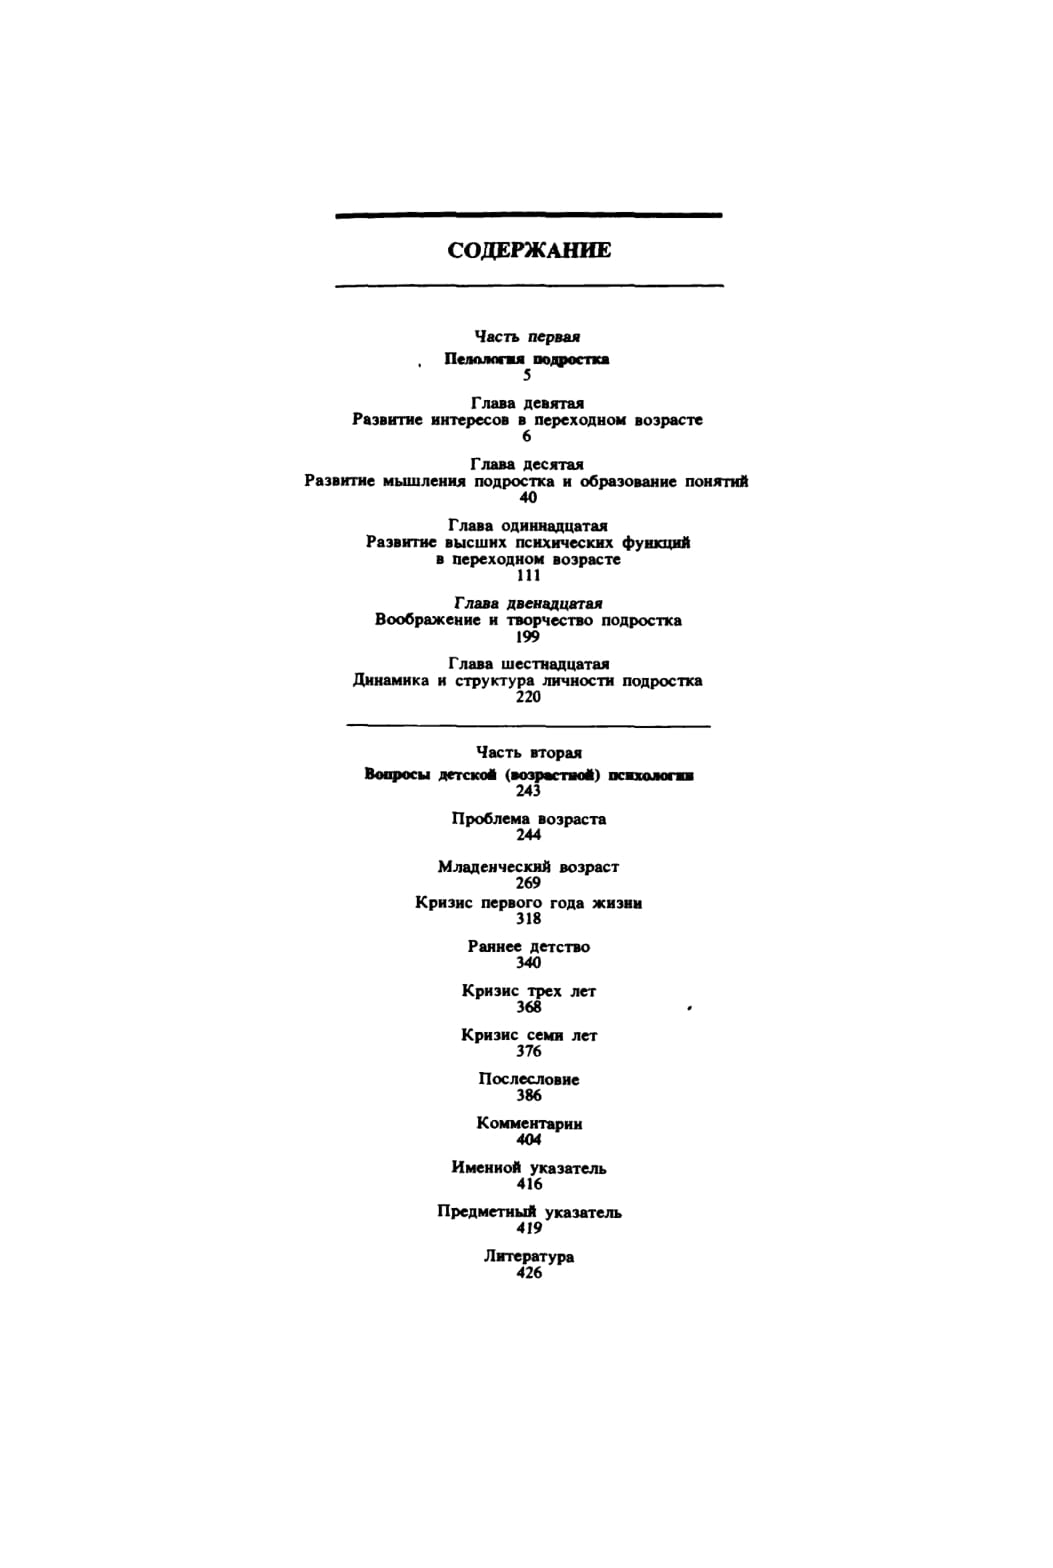 СОДЕРЖАНИЕ
Часть первая
Педология подростка
5
Глава девятая
Развитие интересов в переходном возрасте
6
Глава десятая
Развитие мышления подростка и образование понятий
40
Глава одиннадцатая
Развитие высших психических функций
в переходном возрасте
111
Глава двенадцатая
Воображение и творчество подростка
199
Глава шестнадцатая
Динамика и структура личности подростка
220
Часть вторая
Вопросы детской (возрастной) психологии
243
Проблема возраста
244
Младенческий возраст
269
Кризис первого года жизни
318
Раннее детство
340
Кризис трех лет
368
Кризис семи лет
376
Послесловие
386
Комментарии
404
Именной указатель
416
Предметный указатель
419
Литература
426